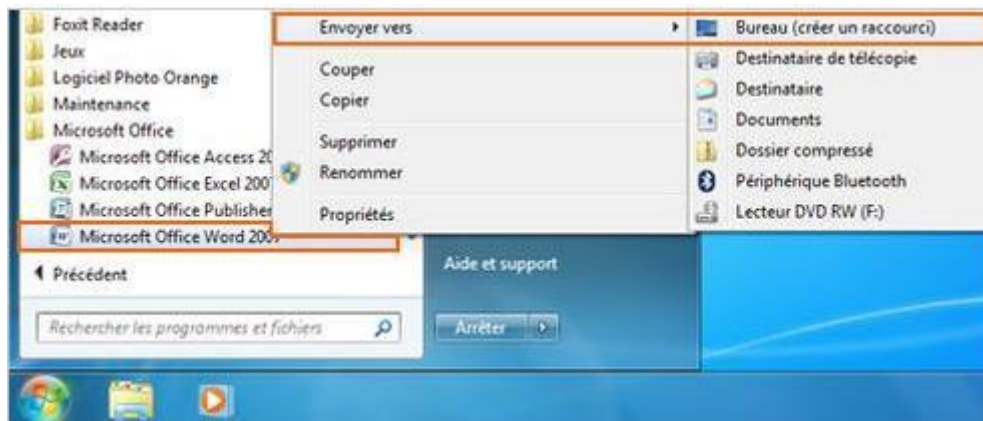 Foxit Reader
Jeux
Logiciel Photo Orange
Maintenance
Microsoft Office
Microsoft Office Access 20
Microsoft Office Excel 200
Microsoft Office Publisher
Microsoft Office Word 2007
Précédent
Rechercher les programmes et fichiers
Envoyer vers
Couper
Copier
Supprimer
Renommer
Propriétés
Bureau (créer un raccourci)
Destinataire de télécopie
Destinataire
Documents
Dossier compressé
Périphérique Bluetooth
Lecteur DVD RW (F:)
Aide et support
Arrêter